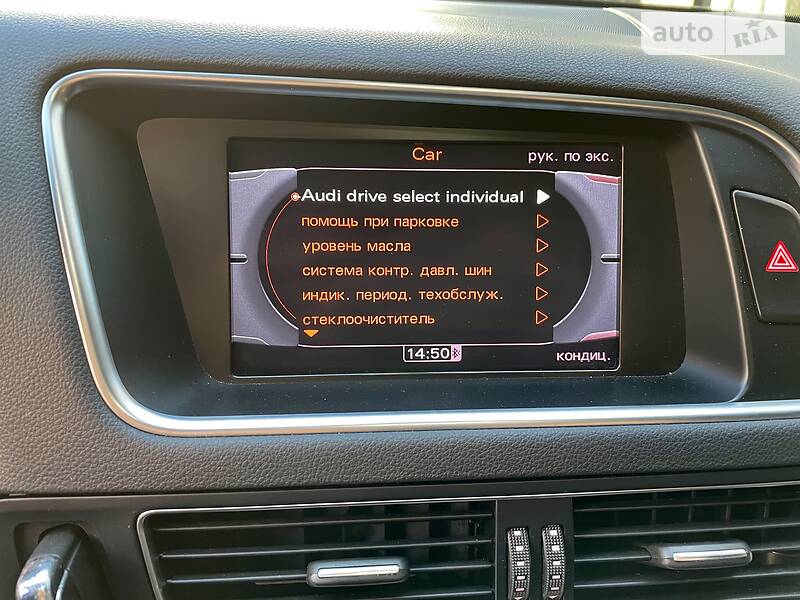 auto RIA
Car
рук. по экс.
Audi drive select individual
помощь при парковке
уровень масла
система контр. давл. шин
индик. период. техобслуж.
стеклоочиститель
14:50
кондиц.